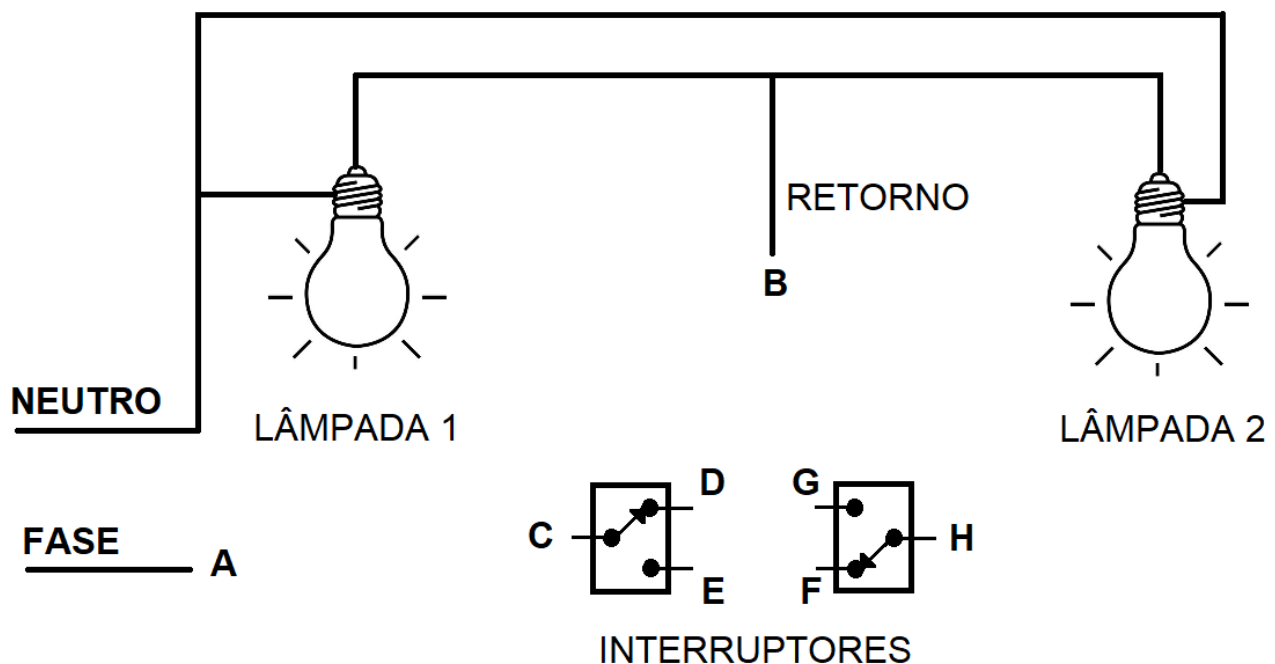 RETORNO
B
NEUTRO
LÂMPADA 1
LÂMPADA 2
FASE
A
C
D
E
G
F
H
INTERRUPTORES